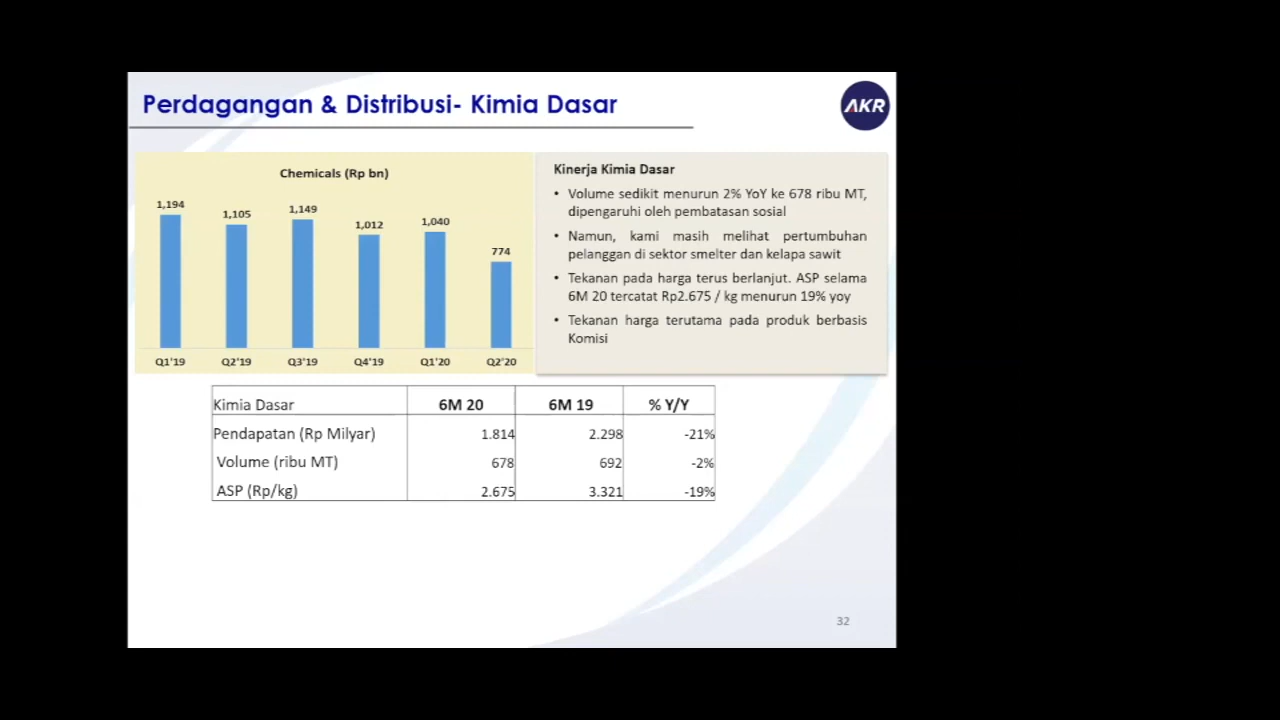 Perdagangan & Distribusi- Kimia Dasar
AKR
Chemicals (Rp bn)
1,194
1,105
1,149
1,012
1,040
774
Q1'19
Q2'19
Q3'19
Q4'19
Q1'20
Q2'20
Kinerja Kimia Dasar
• Volume sedikit menurun 2% YoY ke 678 ribu MT,
dipengaruhi oleh pembatasan sosial
• Namun, kami masih melihat pertumbuhan
pelanggan di sektor smelter dan kelapa sawit
• Tekanan pada harga terus berlanjut. ASP selama
6M 20 tercatat Rp2.675 / kg menurun 19% yoy
• Tekanan harga terutama pada produk berbasis
Komisi
Kimia Dasar 6M 20 6M 19 % Y/Y
Pendapatan (Rp Milyar) 1.814 2.298 -21%
Volume (ribu MT) 678 692 -2%
ASP (Rp/kg) 2.675 3.321 -19%
32